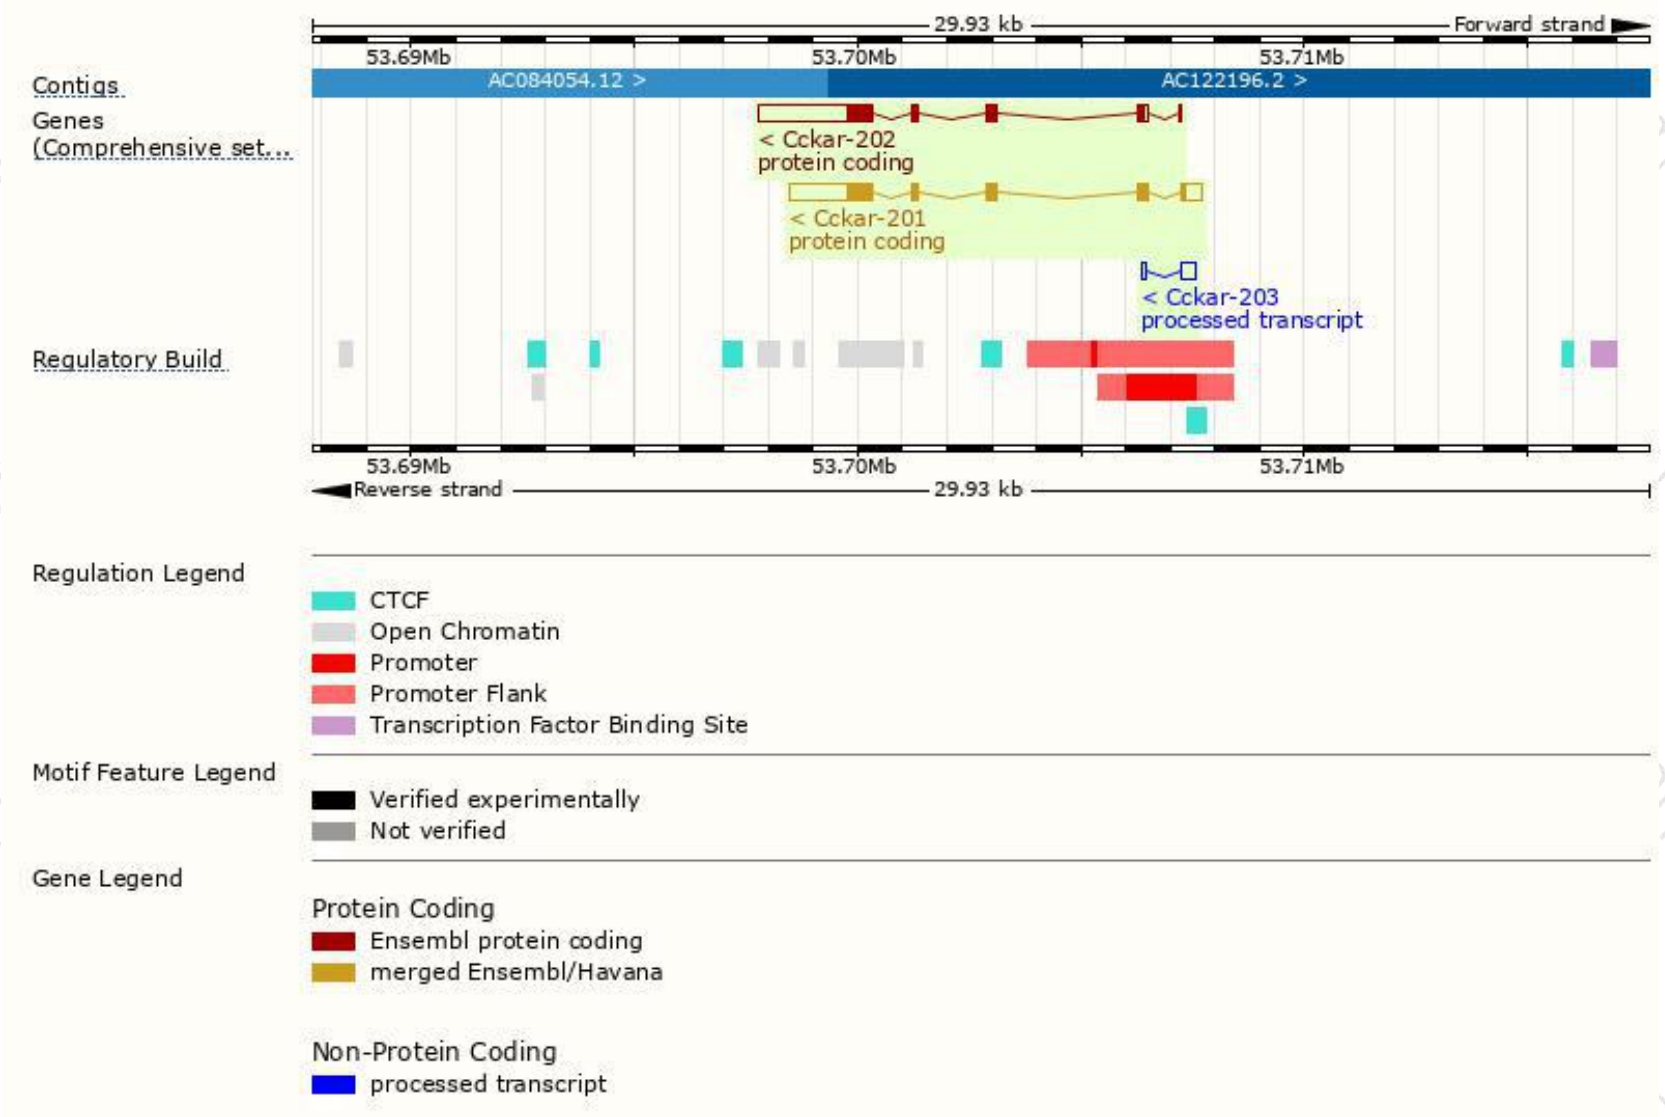 29.93 kb Forward strand
53.69Mb 53.70Mb 53.71Mb
Contigs AC084054.12 > AC122196.2 >
Genes
(Comprehensive set...
< Cckar-202
protein coding
< Cckar-201
protein coding
< Cckar-203
processed transcript
Regulatory Build
53.69Mb 53.70Mb 53.71Mb
Reverse strand 29.93 kb
Regulation Legend
CTCF
Open Chromatin
Promoter
Promoter Flank
Transcription Factor Binding Site
Motif Feature Legend
Verified experimentally
Not verified
Gene Legend
Protein Coding
Ensembl protein coding
merged Ensembl/Havana
Non-Protein Coding
processed transcript